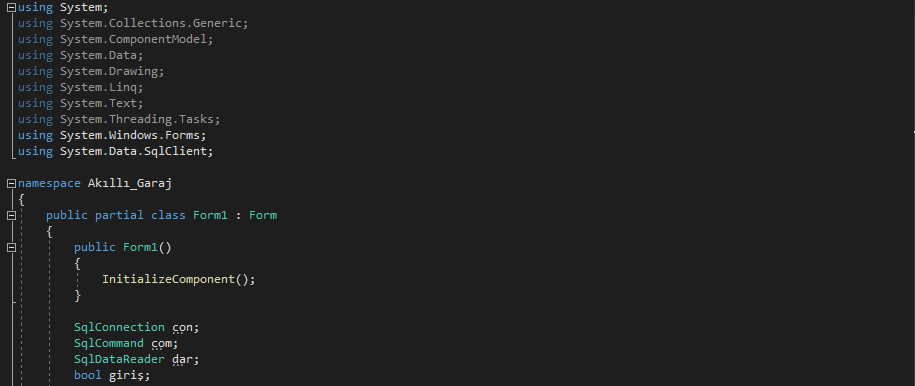 using System;
using System.Collections.Generic;
using System.ComponentModel;
using System.Data;
using System.Drawing;
using System.Linq;
using System.Text;
using System.Threading.Tasks;
using System.Windows.Forms;
using System.Data.SqlClient;
namespace Akıllı_Garaj
{
public partial class Form1 : Form
{
public Form1()
{
InitializeComponent();
}
SqlConnection con;
SqlCommand com;
SqlDataReader dar;
bool giriş;